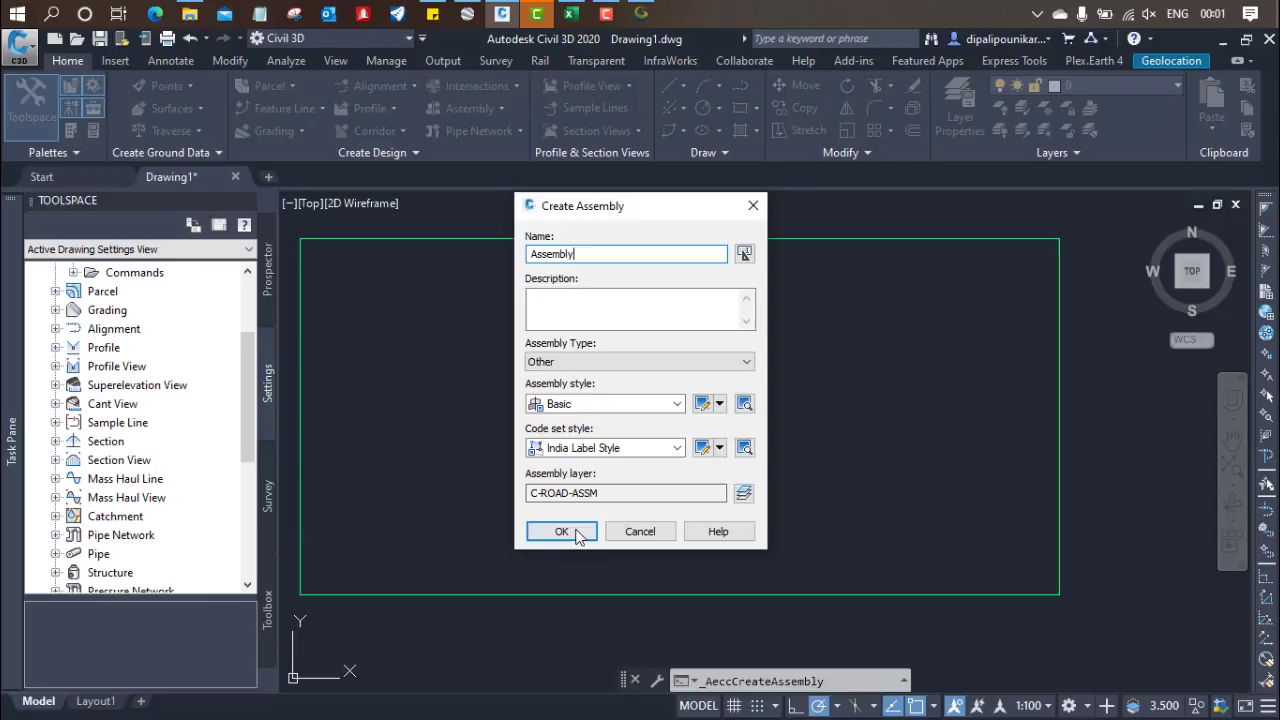 ENG 00:01
C3D Civil 3D Autodesk Civil 3D 2020 Drawing1.dwg Type a keyword or phrase dipalipounikar...
Home Insert Annotate Modify Analyze View Manage Output Survey Rail Transparent InfraWorks Collaborate Help Add-ins Featured Apps Express Tools Plex.Earth 4 Geolocation
Toolspace
Points
Surfaces
Traverse
Parcel
Feature Line
Grading
Alignment
Profile
Corridor
Intersections
Assembly
Pipe Network
Profile View
Sample Lines
Section Views
Move
Copy
Stretch
Layer Properties
0
Paste
Palettes Create Ground Data Create Design Profile & Section Views Draw Modify Layers Clipboard
Start Drawing1*
TOOLSPACE
Active Drawing Settings View
Commands
Parcel
Grading
Alignment
Profile
Profile View
Superelevation View
Cant View
Sample Line
Section
Section View
Mass Haul Line
Mass Haul View
Catchment
Pipe Network
Pipe
Structure
Pressure Network
Task Pane
Prospector
Settings
Survey
Toolbox
[−][Top][2D Wireframe]
Create Assembly
Name:
Assembly
Description:
Assembly Type:
Other
Assembly style:
Basic
Code set style:
India Label Style
Assembly layer:
C-ROAD-ASSM
OK Cancel Help
N
W TOP E
S
WCS
Y
X
_AeccCreateAssembly
Model Layout1
MODEL 1:100 3.500